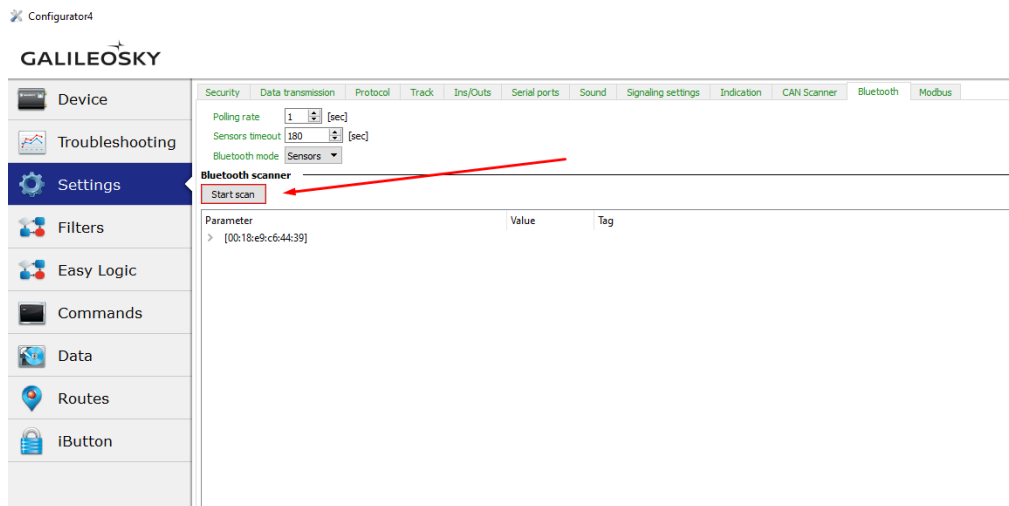 Configurator4
GALILEOSKY
Device
Troubleshooting
Settings
Filters
Easy Logic
Commands
Data
Routes
iButton
Security Data transmission Protocol Track Ins/Outs Serial ports Sound Signaling settings Indication CAN Scanner Bluetooth Modbus
Polling rate 1 [sec]
Sensors timeout 180 [sec]
Bluetooth mode Sensors
Bluetooth scanner
Start scan
Parameter Value Tag
[00:18:e9:c6:44:39]